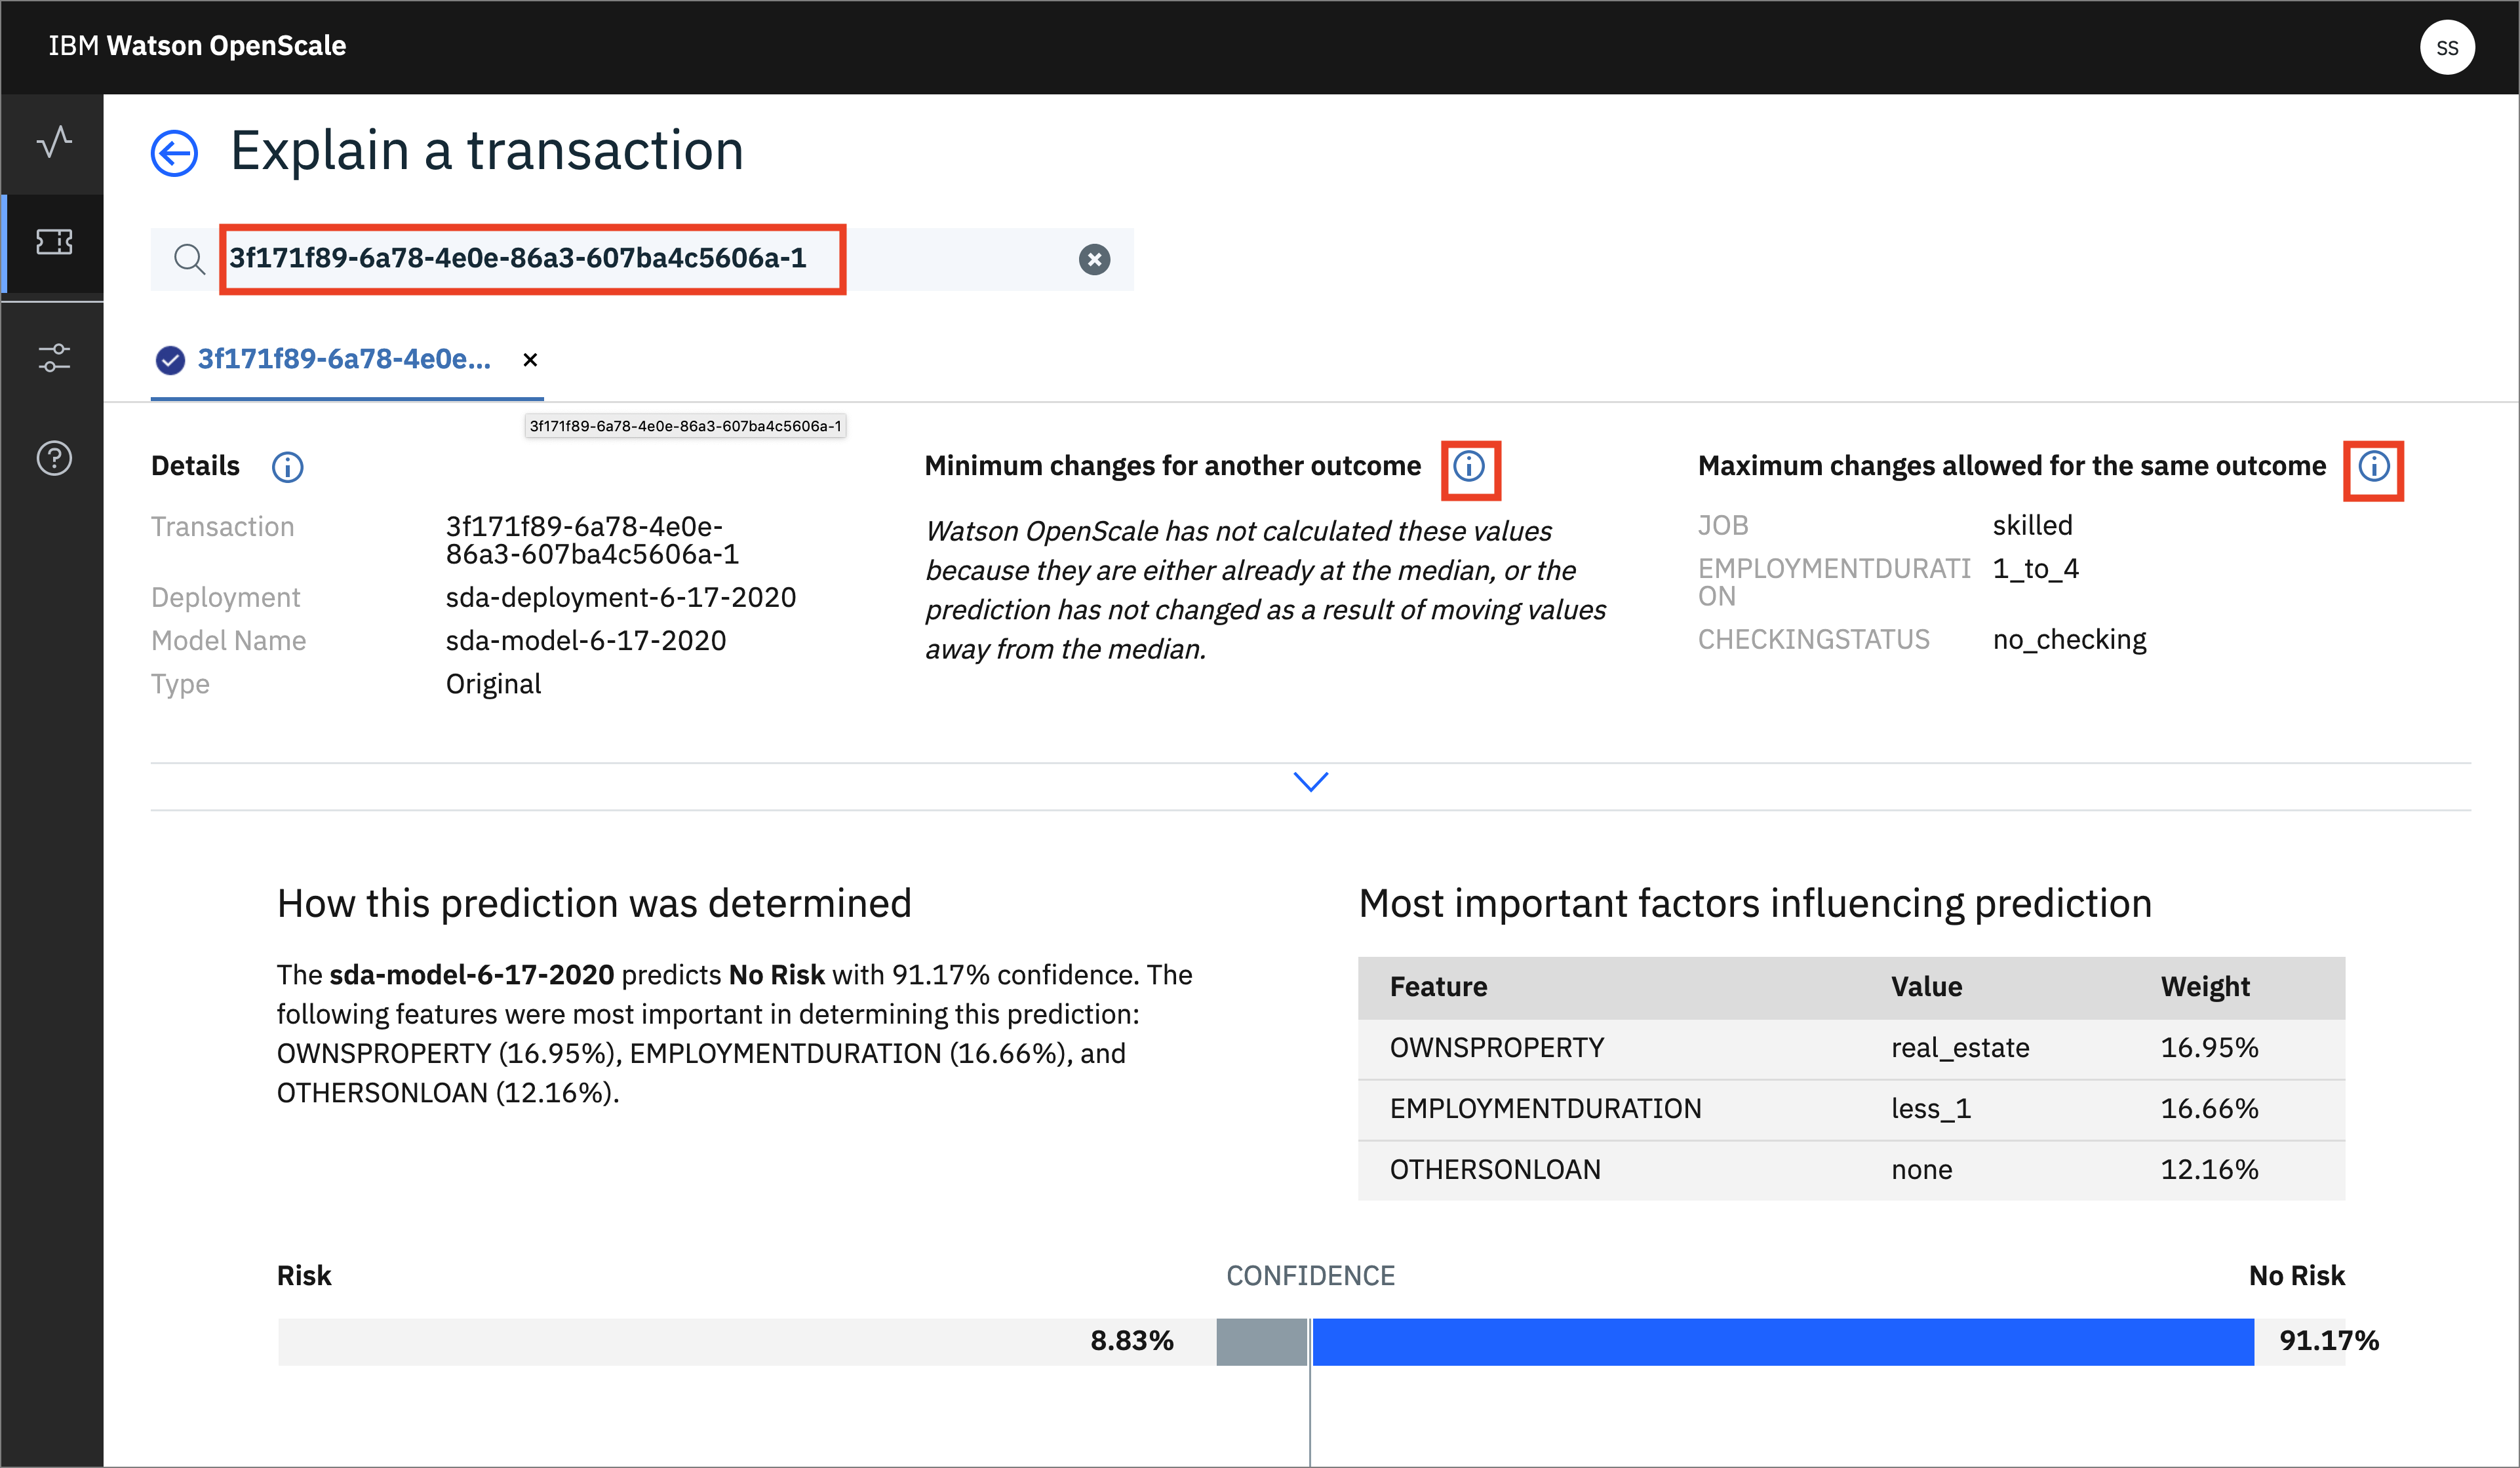 IBM Watson OpenScale
SS
Explain a transaction
3f171f89-6a78-4e0e-86a3-607ba4c5606a-1
3f171f89-6a78-4e0e...
3f171f89-6a78-4e0e-86a3-607ba4c5606a-1
Details
Transaction
3f171f89-6a78-4e0e-
86a3-607ba4c5606a-1
Deployment
sda-deployment-6-17-2020
Model Name
sda-model-6-17-2020
Type
Original
Minimum changes for another outcome
Watson OpenScale has not calculated these values
because they are either already at the median, or the
prediction has not changed as a result of moving values
away from the median.
Maximum changes allowed for the same outcome
JOB
skilled
EMPLOYMENTDURATI
ON
1_to_4
CHECKINGSTATUS
no_checking
How this prediction was determined
The sda-model-6-17-2020 predicts No Risk with 91.17% confidence. The
following features were most important in determining this prediction:
OWNSPROPERTY (16.95%), EMPLOYMENTDURATION (16.66%), and
OTHERSONLOAN (12.16%).
Most important factors influencing prediction
Feature Value Weight
OWNSPROPERTY real_estate 16.95%
EMPLOYMENTDURATION less_1 16.66%
OTHERSONLOAN none 12.16%
Risk CONFIDENCE No Risk
8.83% 91.17%